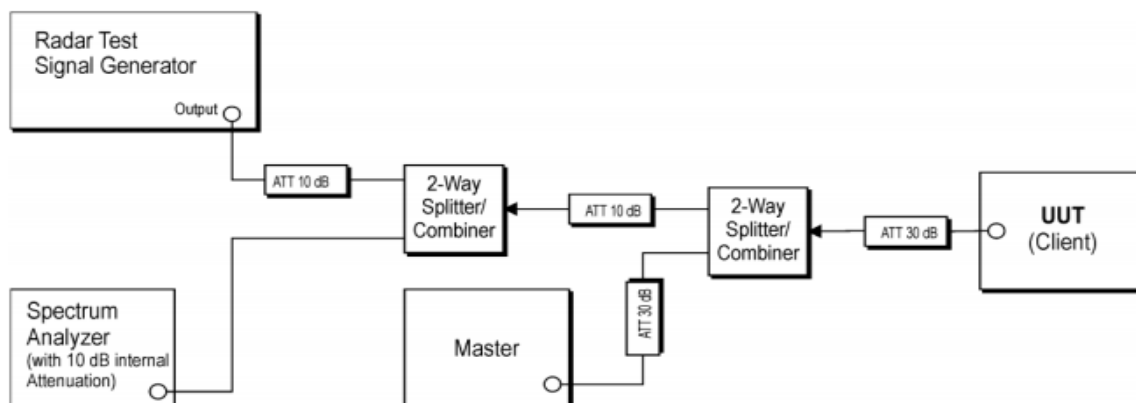 Radar Test
Signal Generator
Output
ATT 10 dB
2-Way
Splitter/
Combiner
ATT 10 dB
2-Way
Splitter/
Combiner
ATT 30 dB
UUT
(Client)
ATT 30 dB
Spectrum
Analyzer
(with 10 dB internal
Attenuation)
Master